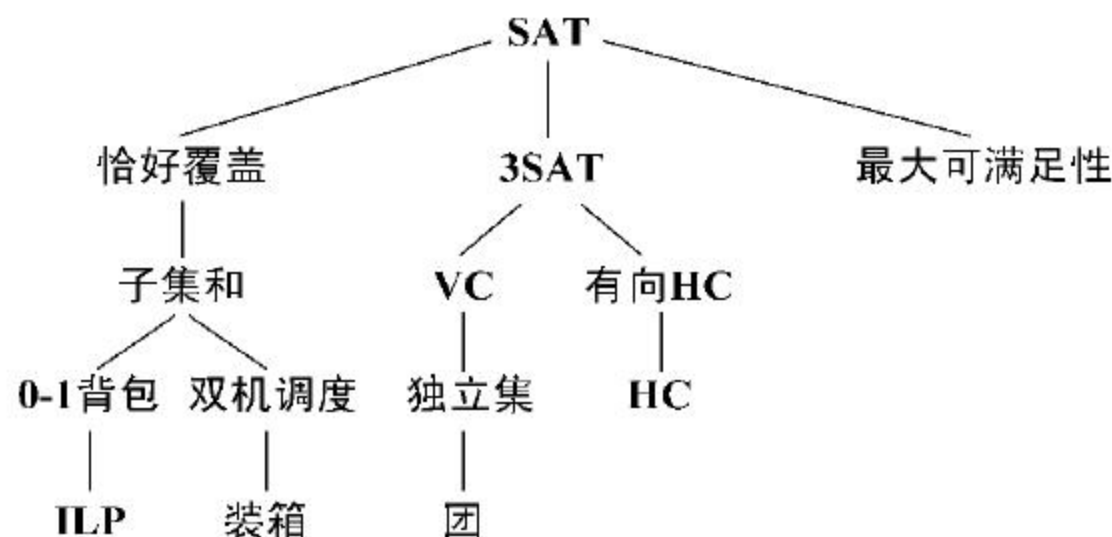 SAT
恰好覆盖 3SAT 最大可满足性
子集和 VC 有向HC
0-1背包 双机调度 独立集 HC
ILP 装箱 团